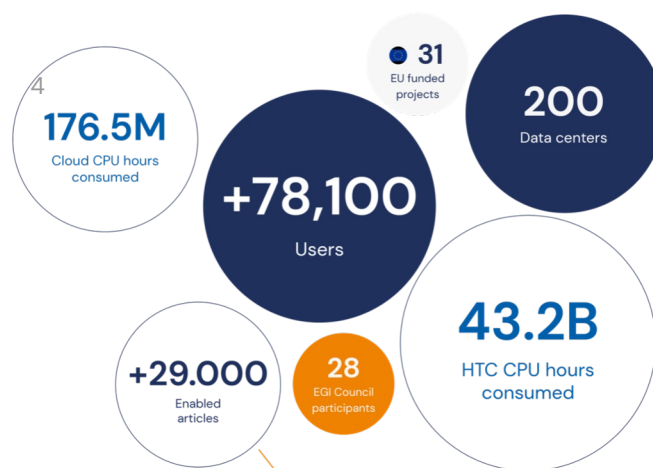 31
EU funded
projects
4
176.5M
Cloud CPU hours
consumed
200
Data centers
+78,100
Users
43.2B
HTC CPU hours
consumed
+29.000
Enabled
articles
28
EGI Council
participants